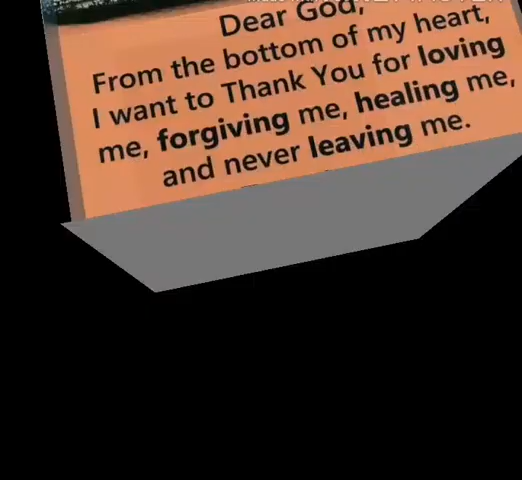 Dear God,
From the bottom of my heart,
I want to Thank You for loving
me, forgiving me, healing me,
and never leaving me.